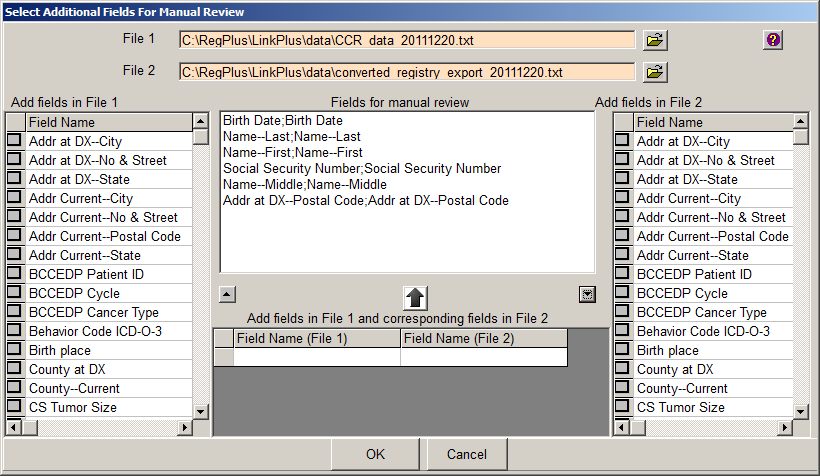 Select Additional Fields For Manual Review
File 1
C:\RegPlus\LinkPlus\data\CCR_data_20111220.txt
?
File 2
C:\RegPlus\LinkPlus\data\converted_registry_export_20111220.txt
Add fields in File 1
Fields for manual review
Add fields in File 2
Field Name
Addr at DX--City
Addr at DX--No & Street
Addr at DX--State
Addr Current--City
Addr Current--No & Street
Addr Current--Postal Code
Addr Current--State
BCCEDP Patient ID
BCCEDP Cycle
BCCEDP Cancer Type
Behavior Code ICD-O-3
Birth place
County at DX
County--Current
CS Tumor Size
Birth Date;Birth Date
Name--Last;Name--Last
Name--First;Name--First
Social Security Number;Social Security Number
Name--Middle;Name--Middle
Addr at DX--Postal Code;Addr at DX--Postal Code
Add fields in File 1 and corresponding fields in File 2
Field Name (File 1) Field Name (File 2)
Field Name
Addr at DX--City
Addr at DX--No & Street
Addr at DX--State
Addr Current--City
Addr Current--No & Street
Addr Current--Postal Code
Addr Current--State
BCCEDP Patient ID
BCCEDP Cycle
BCCEDP Cancer Type
Behavior Code ICD-O-3
Birth place
County at DX
County--Current
CS Tumor Size
OK
Cancel